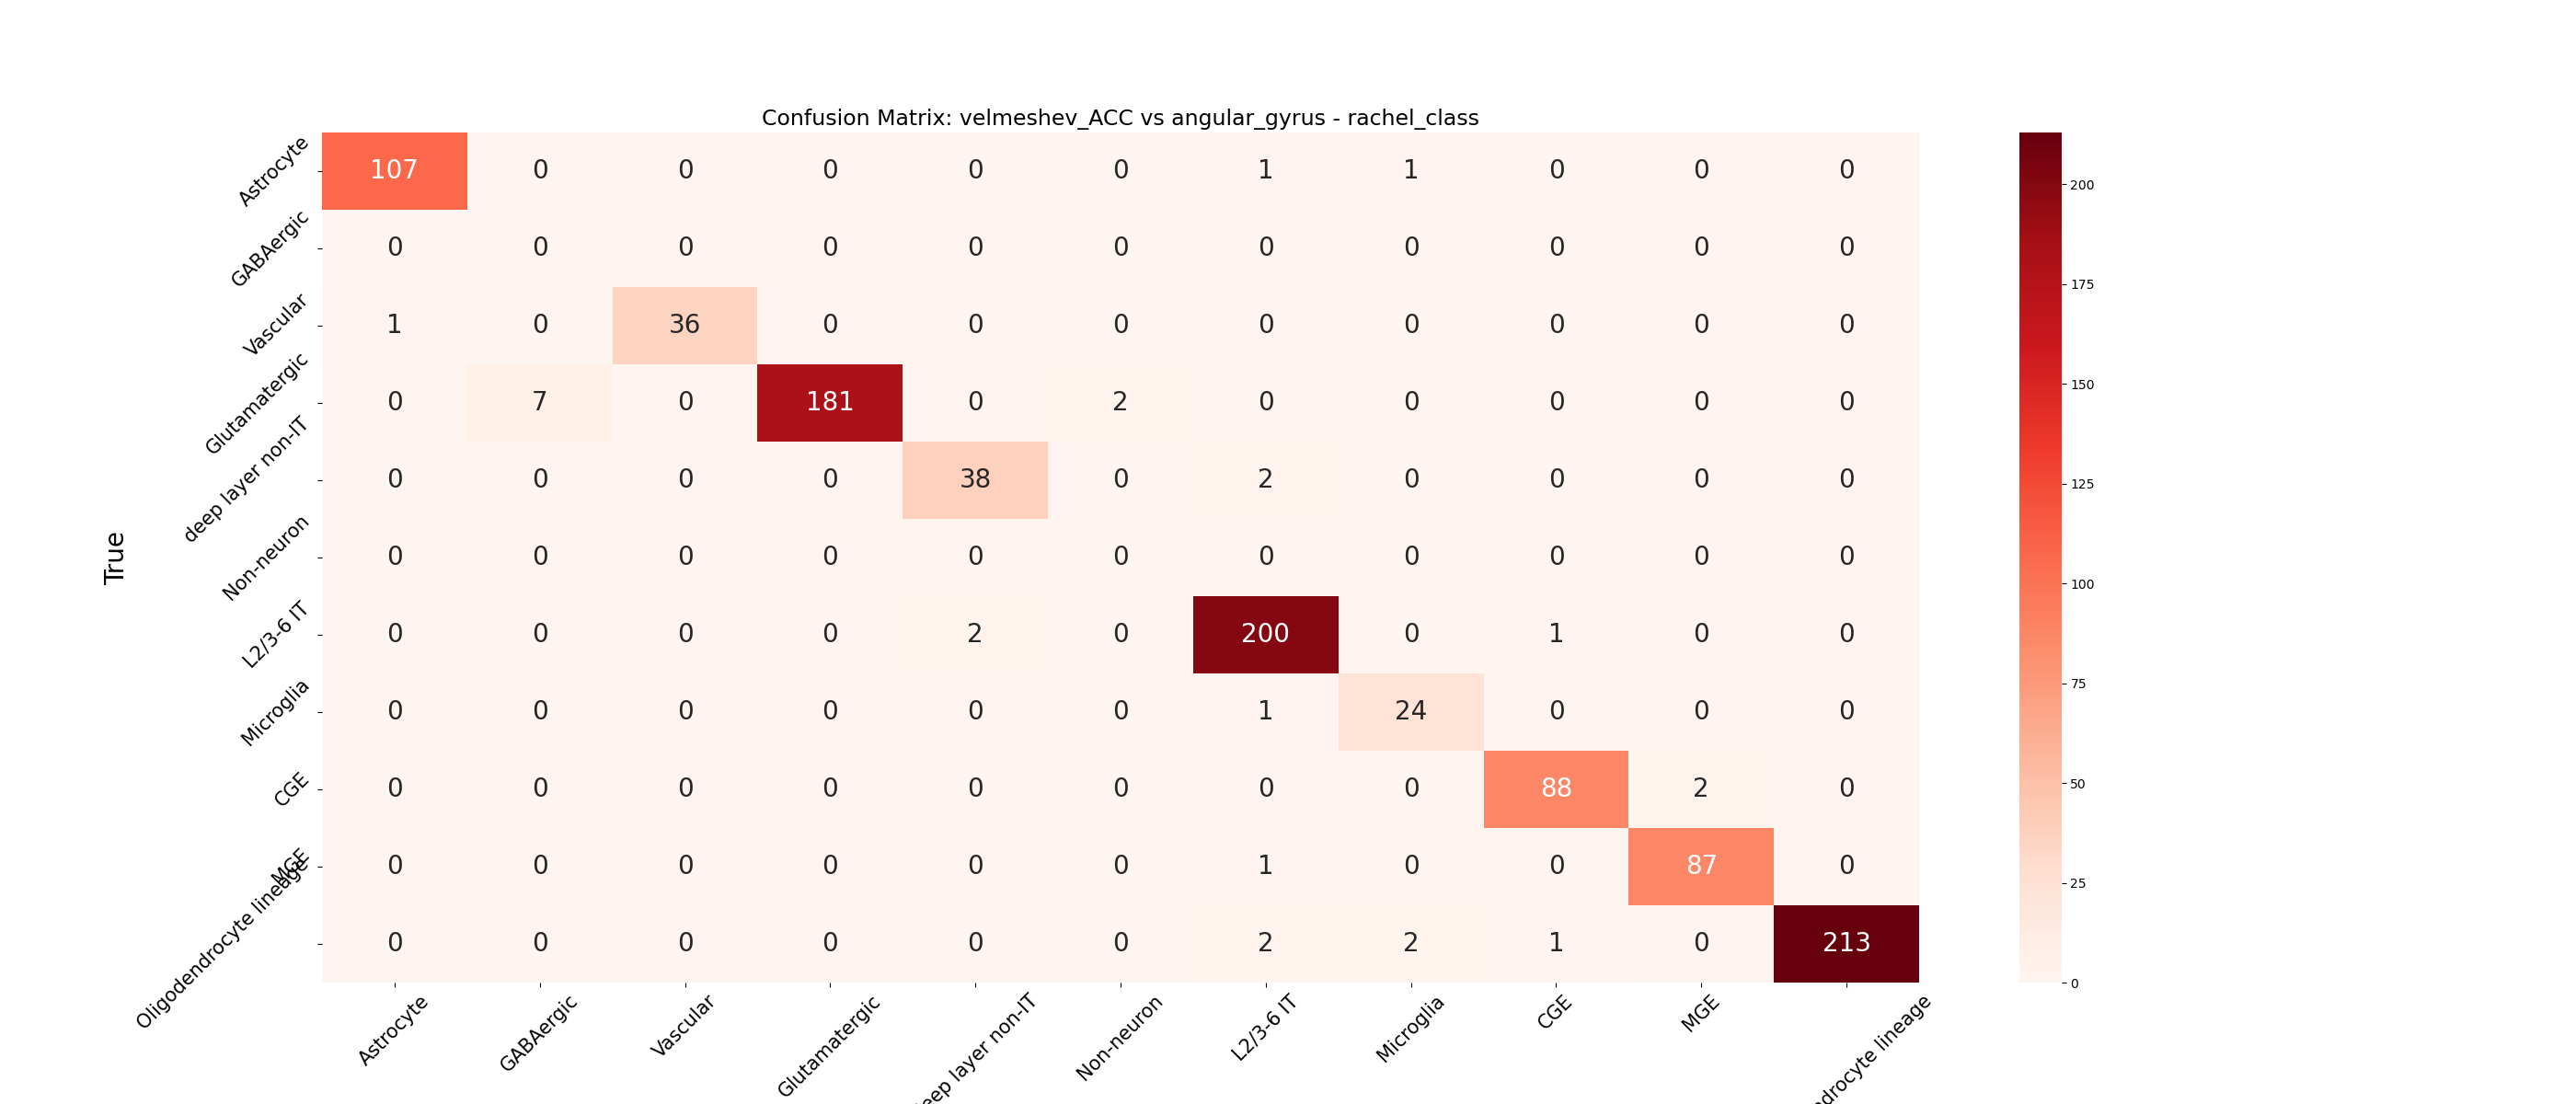 Confusion Matrix: velmeshev_ACC vs angular_gyrus - rachel_class
True
Astrocyte 107 0 0 0 0 0 1 1 0 0 0
GABAergic 0 0 0 0 0 0 0 0 0 0 0
Vascular 1 0 36 0 0 0 0 0 0 0 0
Glutamatergic 0 7 0 181 0 2 0 0 0 0 0
deep layer non-IT 0 0 0 0 38 0 2 0 0 0 0
Non-neuron 0 0 0 0 0 0 0 0 0 0 0
L2/3-6 IT 0 0 0 0 2 0 200 0 1 0 0
Microglia 0 0 0 0 0 0 1 24 0 0 0
CGE 0 0 0 0 0 0 0 0 88 2 0
MGE 0 0 0 0 0 0 1 0 0 87 0
Oligodendrocyte lineage 0 0 0 0 0 0 2 2 1 0 213
Astrocyte GABAergic Vascular Glutamatergic eep layer non-IT Non-neuron L2/3-6 IT Microglia CGE MGE drocyte lineage
200
175
150
125
100
75
50
25
0